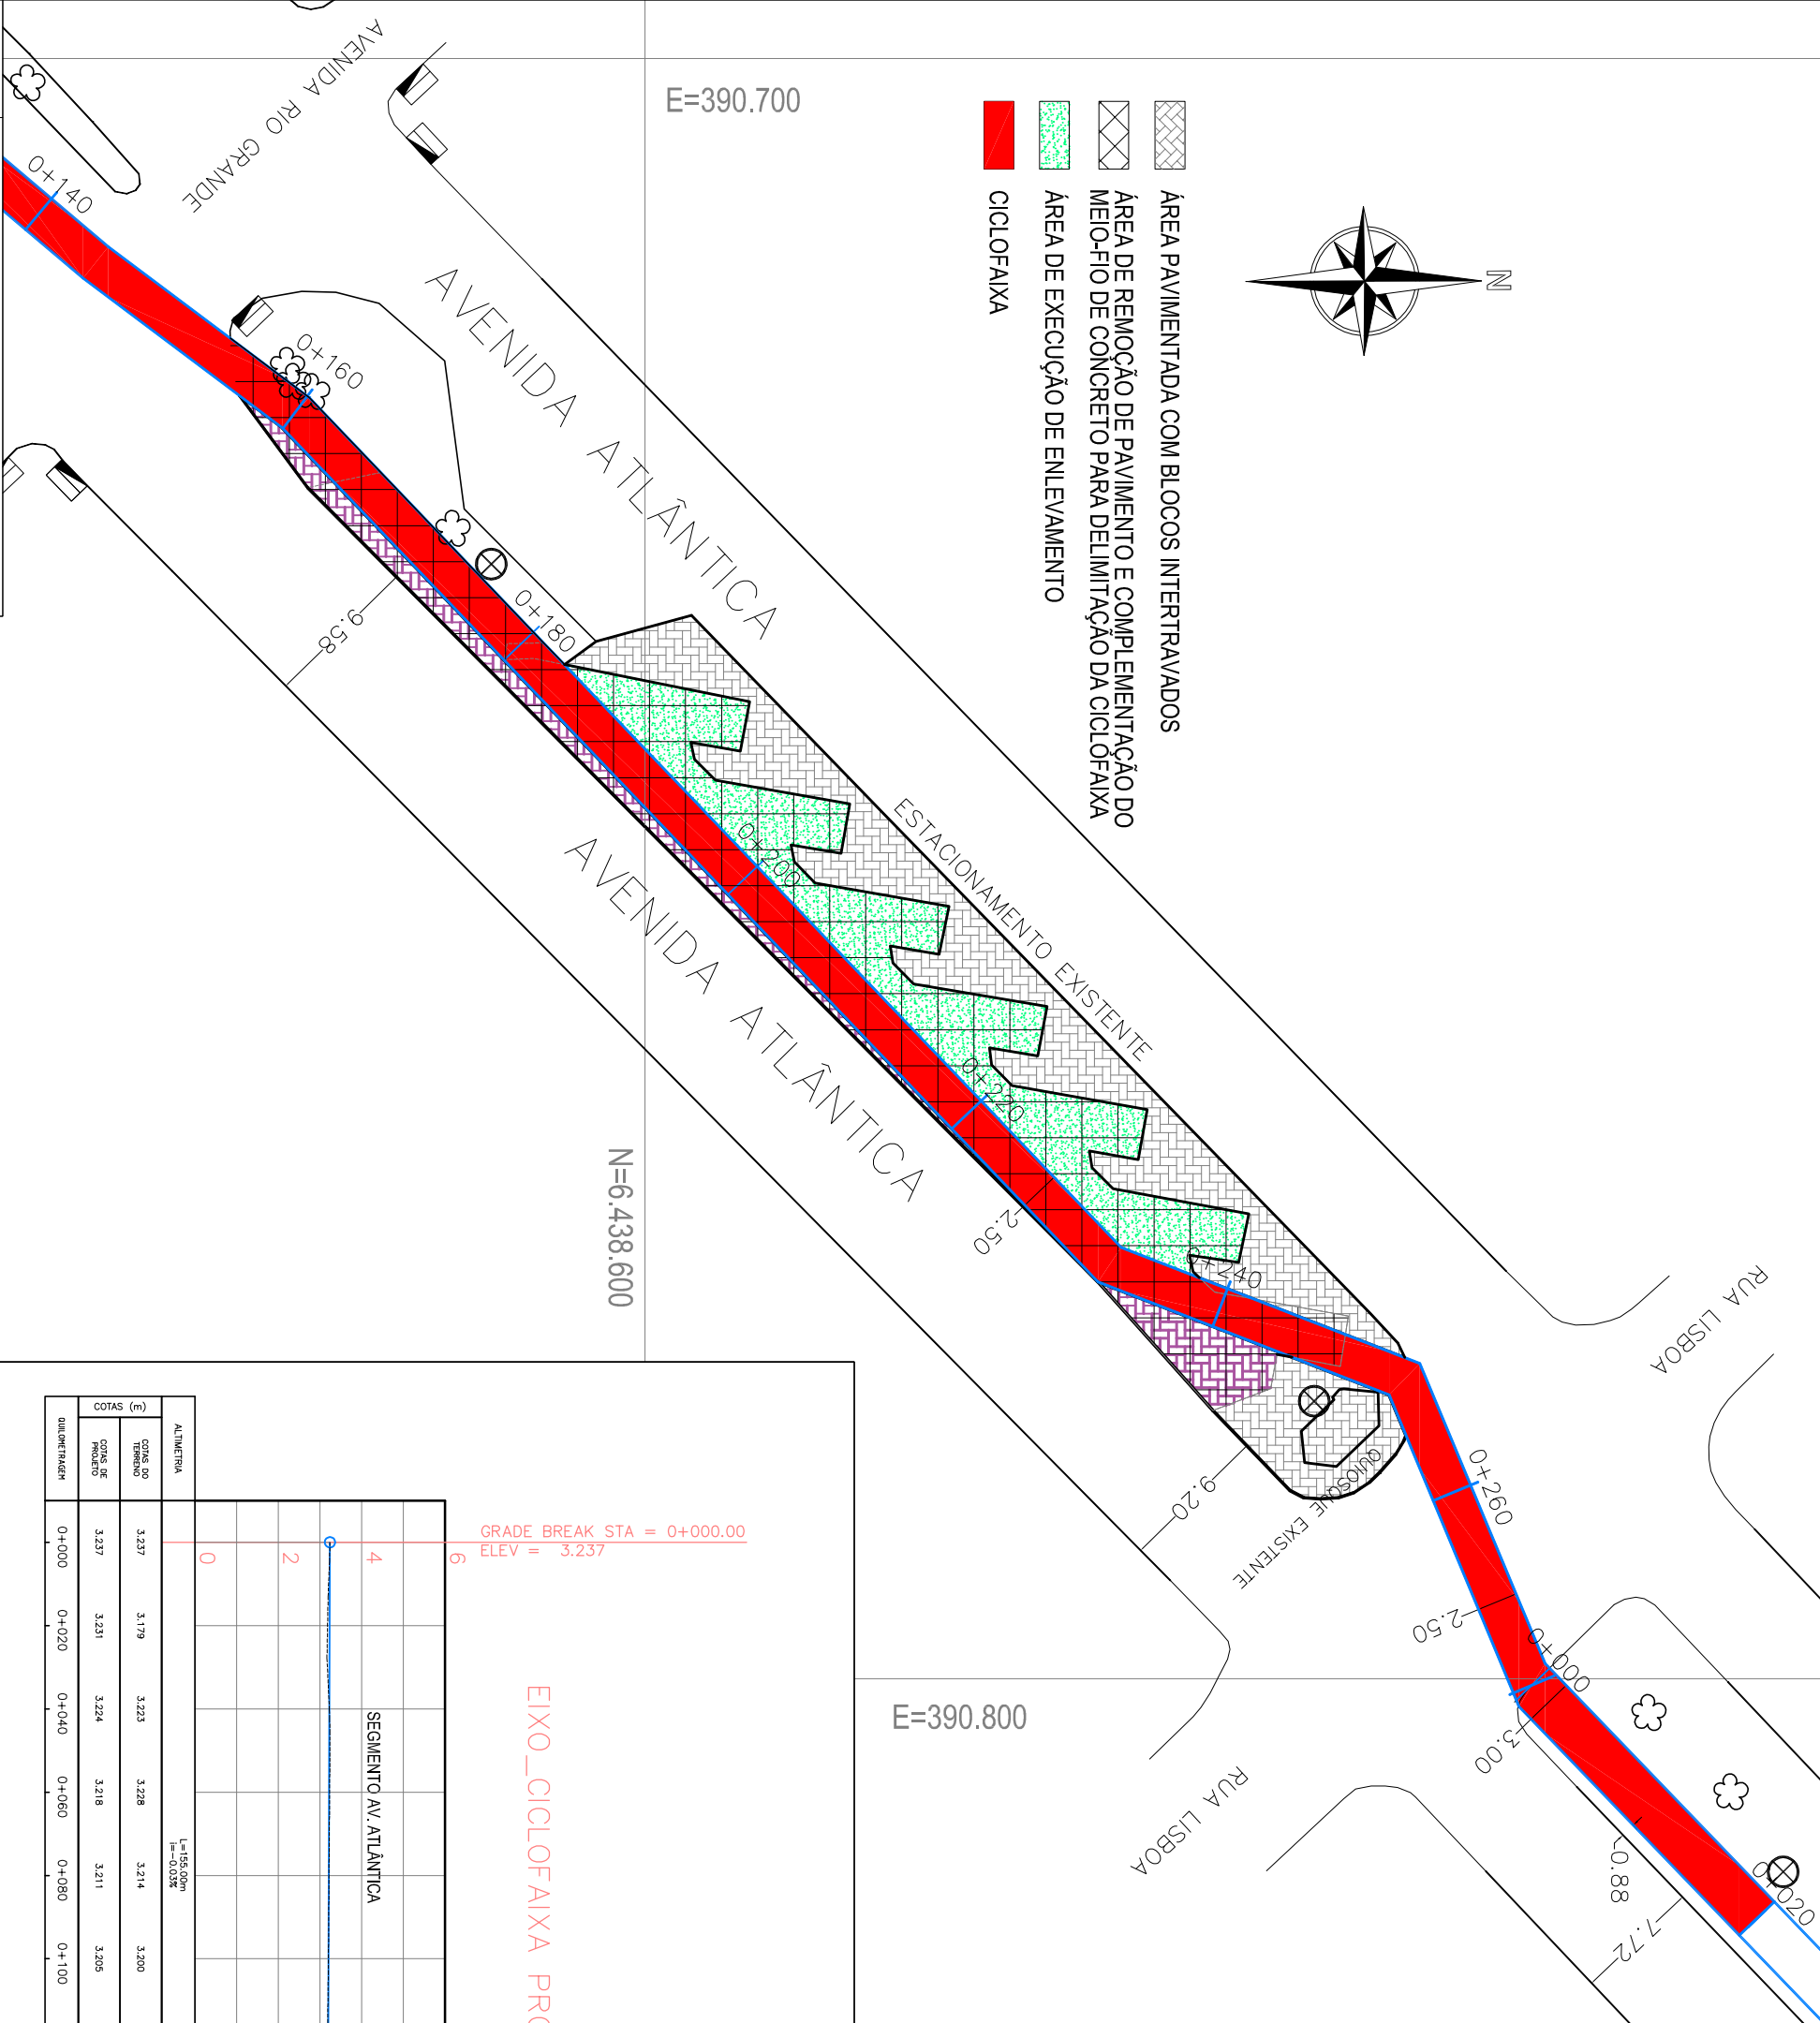 E=390.700
N
ÁREA PAVIMENTADA COM BLOCOS INTERTRAVADOS
ÁREA DE REMOÇÃO DE PAVIMENTO E COMPLEMENTAÇÃO DO
MEIO-FIO DE CONCRETO PARA DELIMITAÇÃO DA CICLOFAIXA
ÁREA DE EXECUÇÃO DE ENLEVAMENTO
CICLOFAIXA
AVENIDA RIO GRANDE
0+140
0+160
AVENIDA ATLÂNTICA
9.58
0+180
ESTACIONAMENTO EXISTENTE
0+200
AVENIDA ATLÂNTICA
0+220
2.50
N=6.438.600
0+240
RUA LISBOA
QUIOSQUE EXISTENTE
9.20
0+260
2.50
0+000
3.00
E=390.800
RUA LISBOA
0.88
0+020
7.72
GRADE BREAK STA = 0+000.00
ELEV = 3.237
6
4
2
0
SEGMENTO AV. ATLÂNTICA
EIXO_CICLOFAIXA PRO
ALTIMETRIA
L=155.00m
i=-0.03%
COTAS (m)
COTAS DO TERRENO
3.237 3.179 3.223 3.228 3.214 3.200
COTAS DE PROJETO
3.237 3.231 3.224 3.218 3.211 3.205
QUILOMETRAGEM
0+000 0+020 0+040 0+060 0+080 0+100